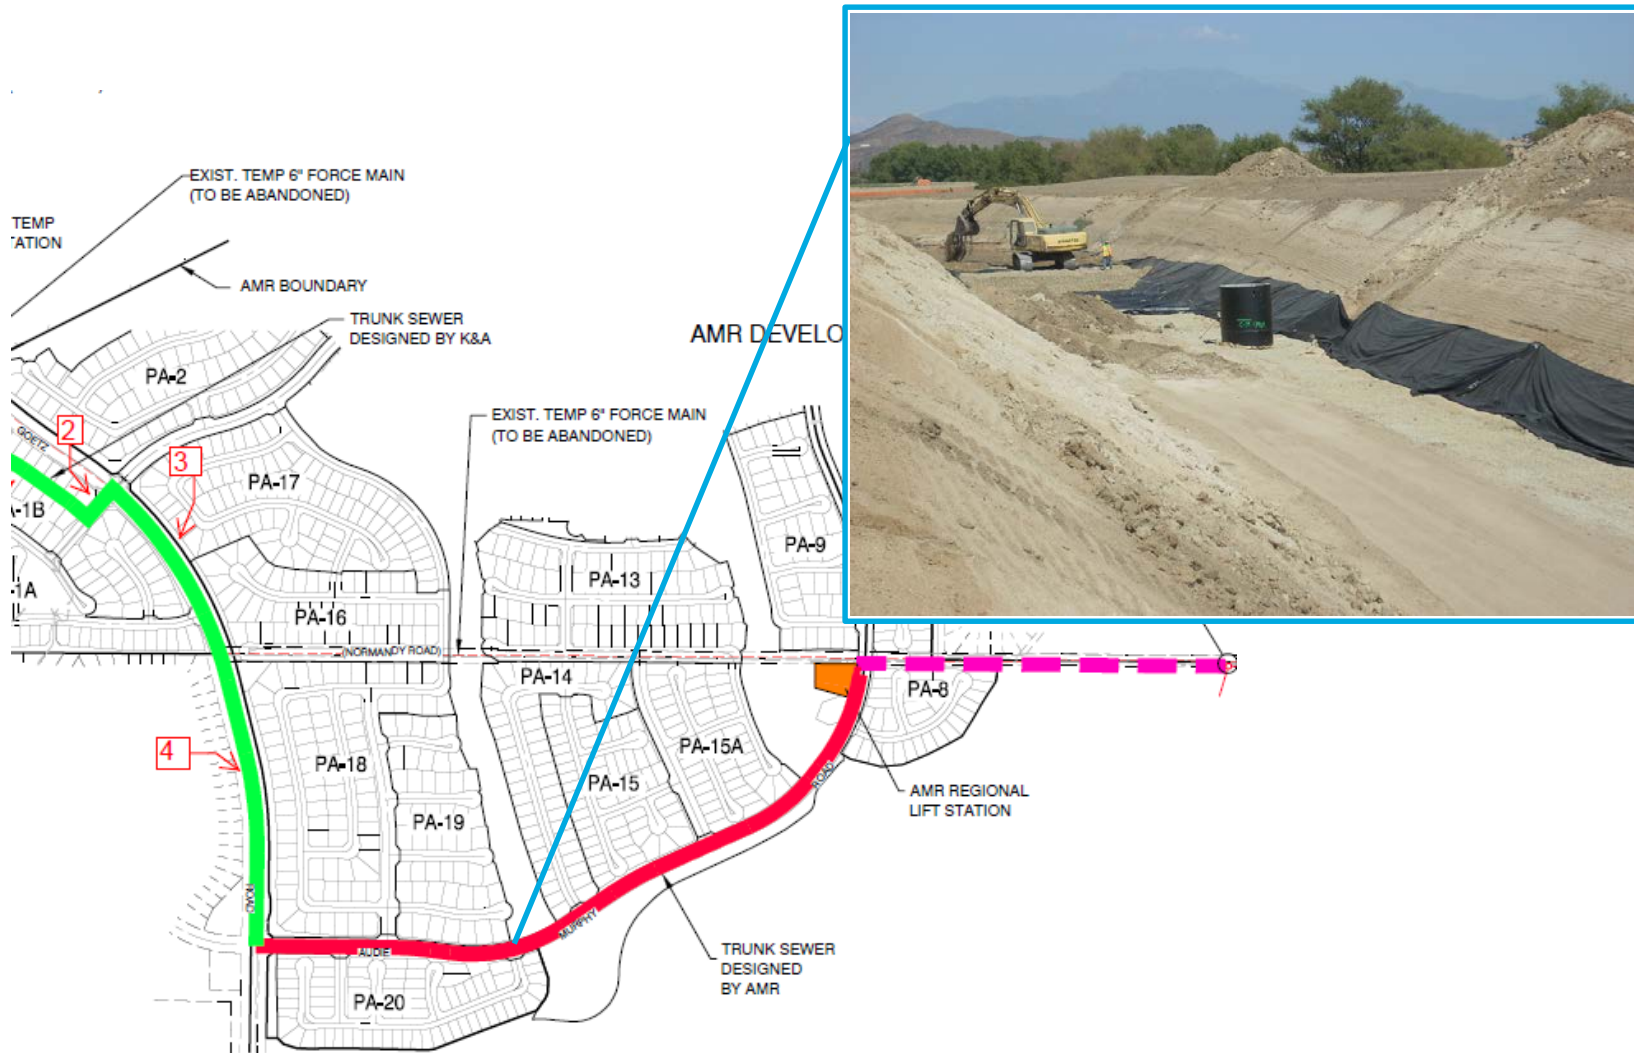 EXIST. TEMP 6" FORCE MAIN
(TO BE ABANDONED)
TEMP
AMR BOUNDARY
TRUNK SEWER
DESIGNED BY K&A
AMR DEVELO
PA-2
EXIST. TEMP 6" FORCE MAIN
(TO BE ABANDONED)
GOETZ
2
3
PA-17
-1B
PA-9
PA-13
-1A
PA-16
(NORMANDY ROAD)
PA-14
PA-8
4
PA-18
PA-15A
PA-15
ROAD
AMR REGIONAL
LIFT STATION
PA-19
ROAD
MURPHY
AUDIE
TRUNK SEWER
DESIGNED
BY AMR
PA-20